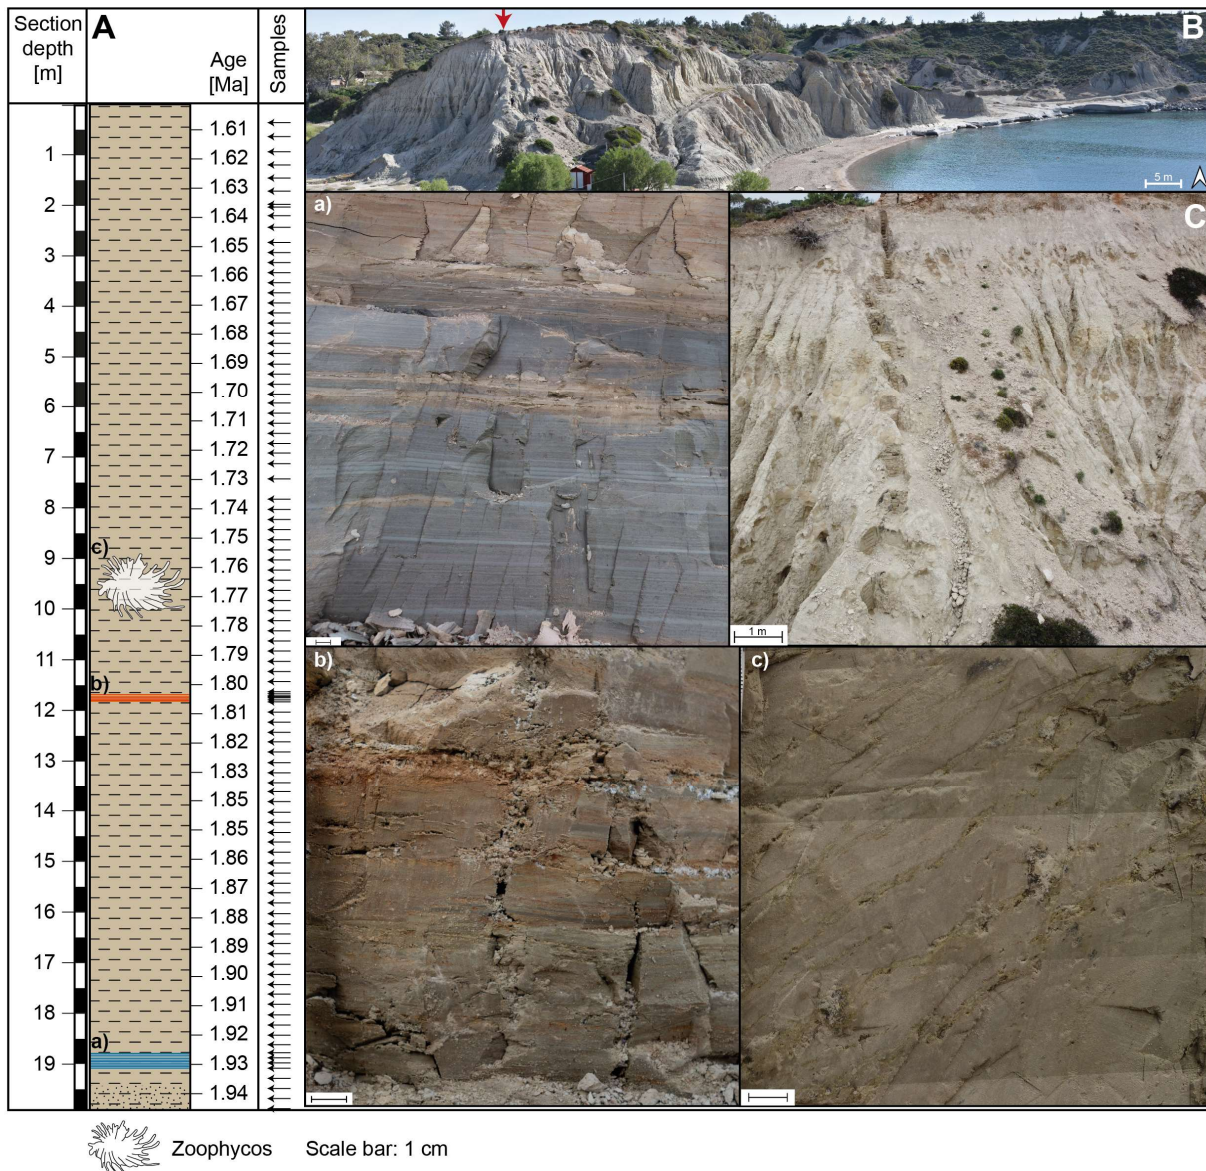 Section
depth
[m]
A
Age
[Ma]
Samples
1
2
3
4
5
6
7
8
9
10
11
12
13
14
15
16
17
18
19
1.61
1.62
1.63
1.64
1.65
1.66
1.67
1.68
1.69
1.70
1.71
1.72
1.73
1.74
1.75
1.76
1.77
1.78
1.79
1.80
1.81
1.82
1.83
1.85
1.85
1.86
1.87
1.88
1.89
1.90
1.91
1.92
1.93
1.94
c)
b)
a)
B
5 m
a)
C
1 m
b)
c)
Zoophycos Scale bar: 1 cm